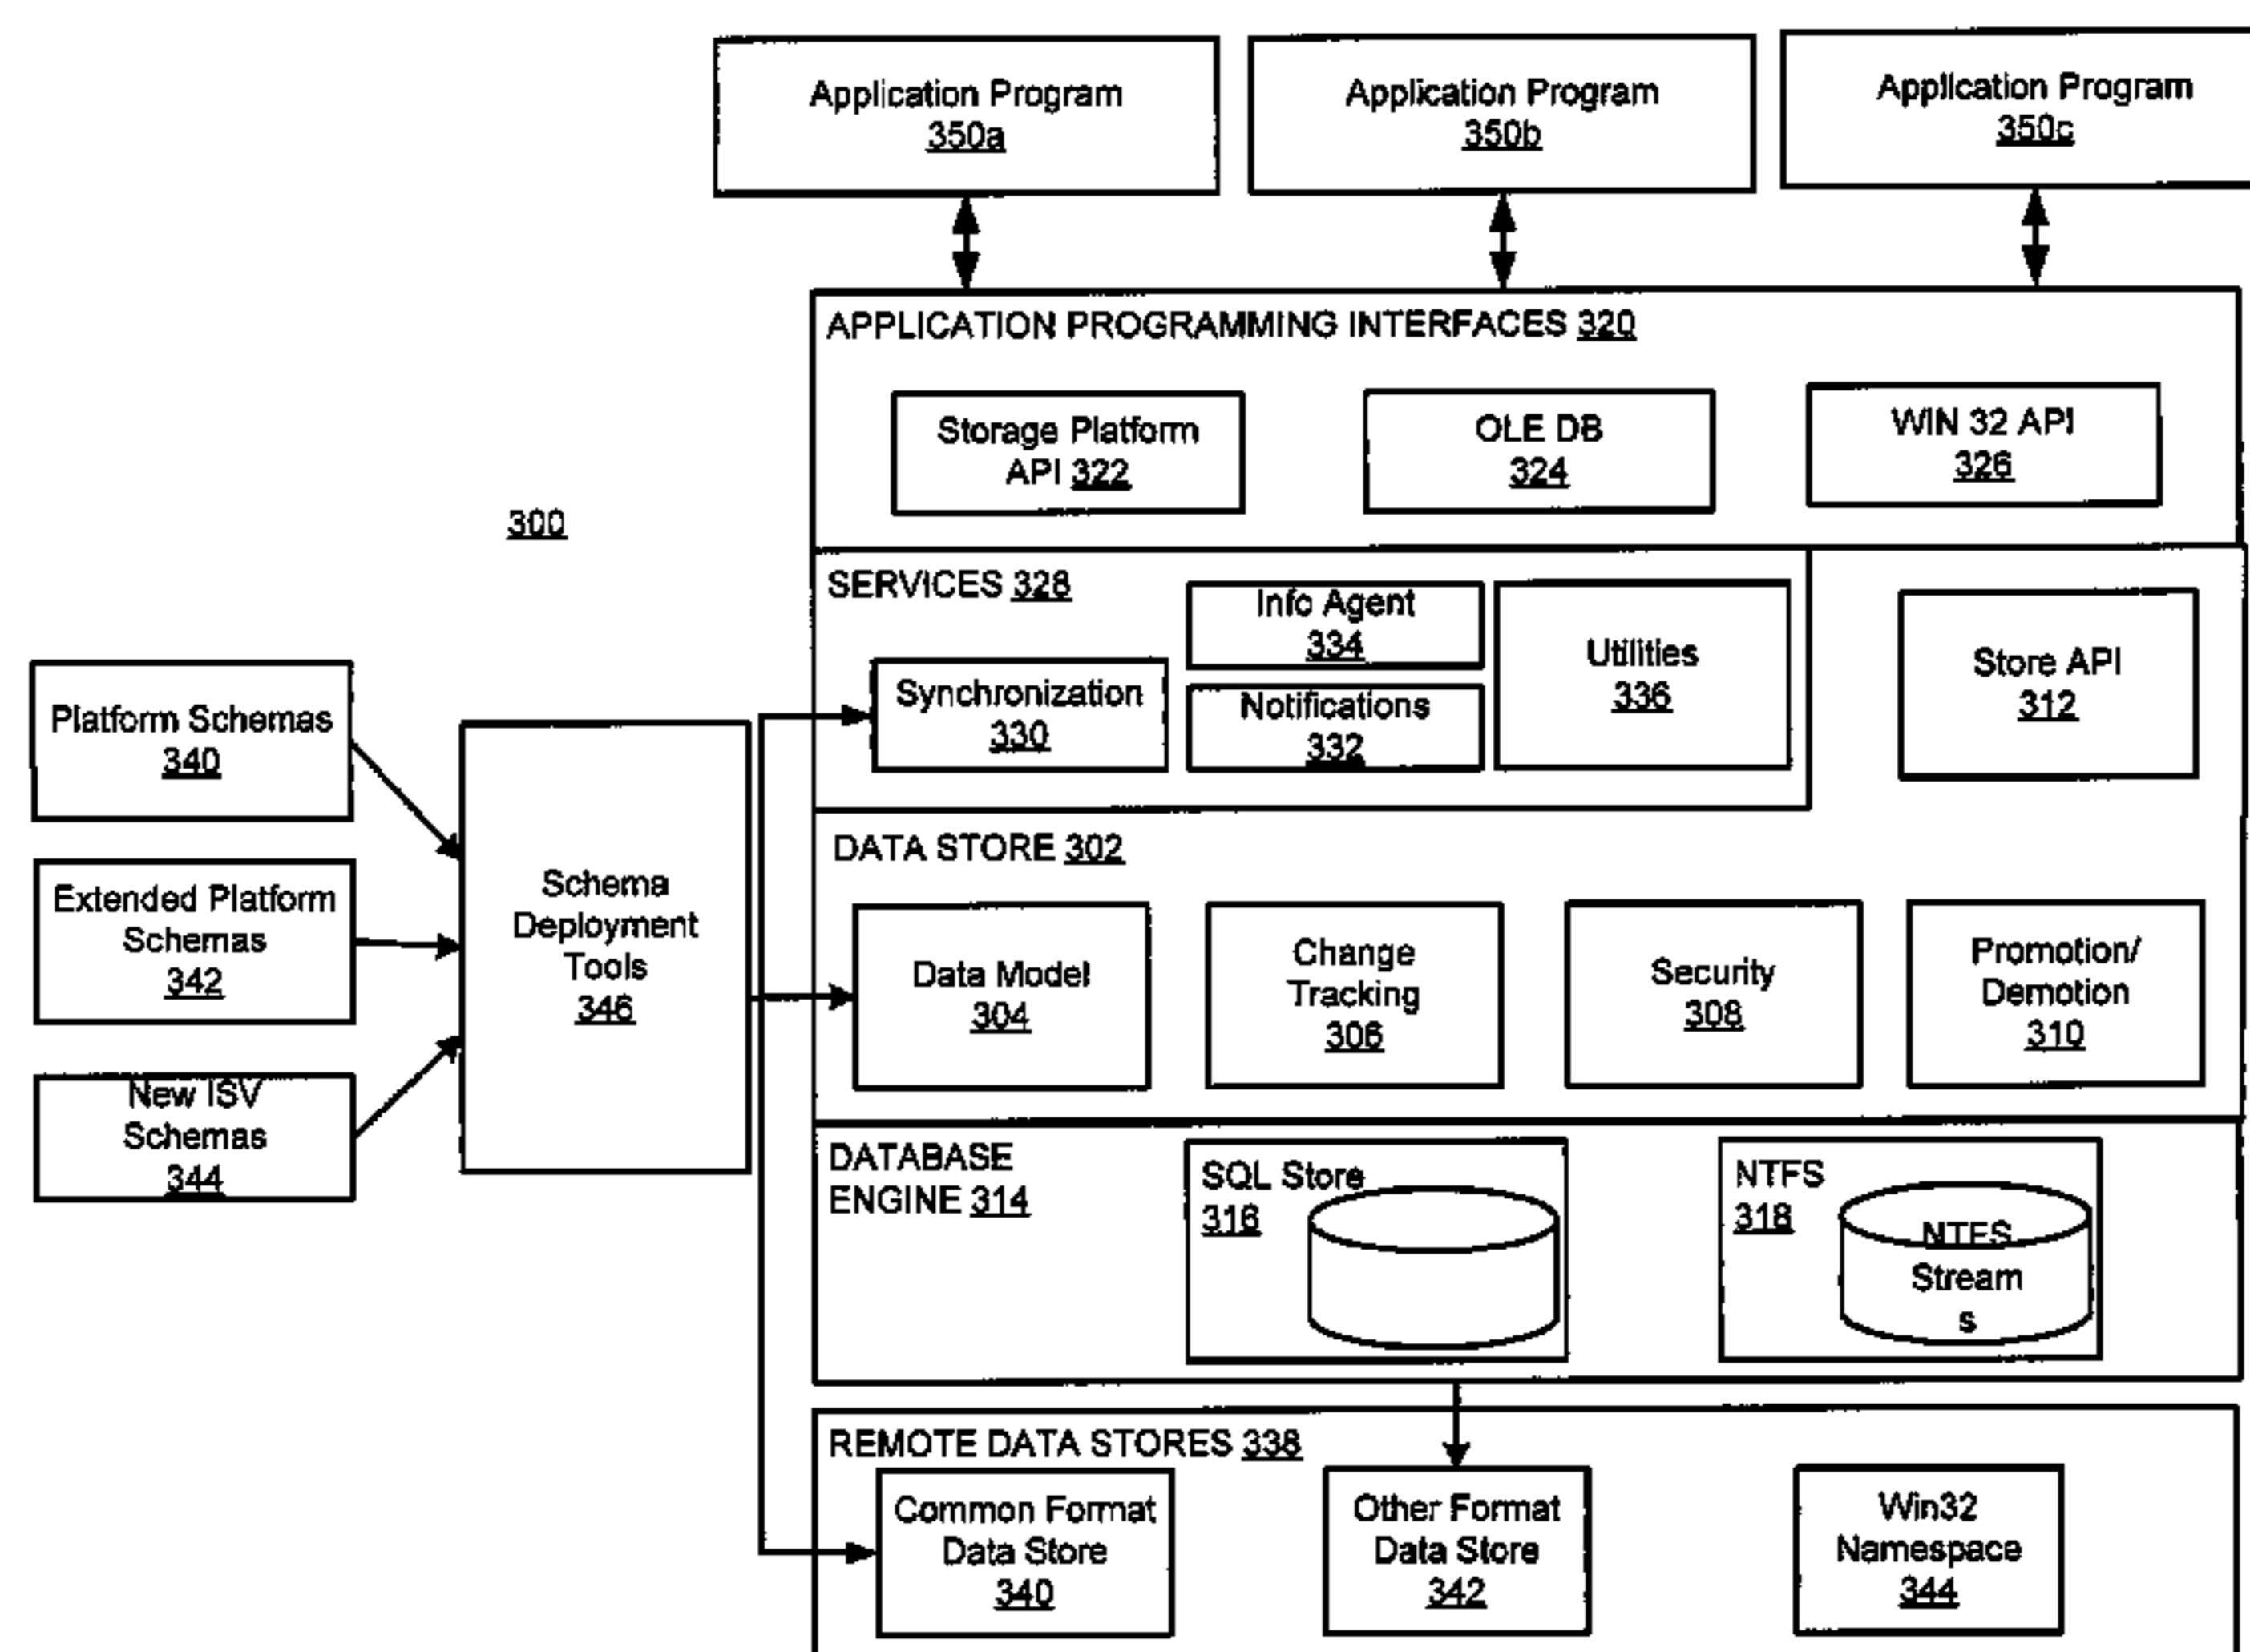 Application Program
350a
Application Program
350b
Application Program
350c
APPLICATION PROGRAMMING INTERFACES 320
Storage Platform
API 322
OLE DB
324
WIN 32 API
326
300
SERVICES 328
Info Agent
334
Utilities
336
Store API
312
Synchronization
330
Notifications
332
Platform Schemas
340
Extended Platform
Schemas
342
New ISV
Schemas
344
Schema
Deployment
Tools
346
DATA STORE 302
Data Model
304
Change
Tracking
306
Security
308
Promotion/
Demotion
310
DATABASE
ENGINE 314
SQL Store
316
NTFS
318
NTFS
Stream
s
REMOTE DATA STORES 338
Common Format
Data Store
340
Other Format
Data Store
342
Win32
Namespace
344